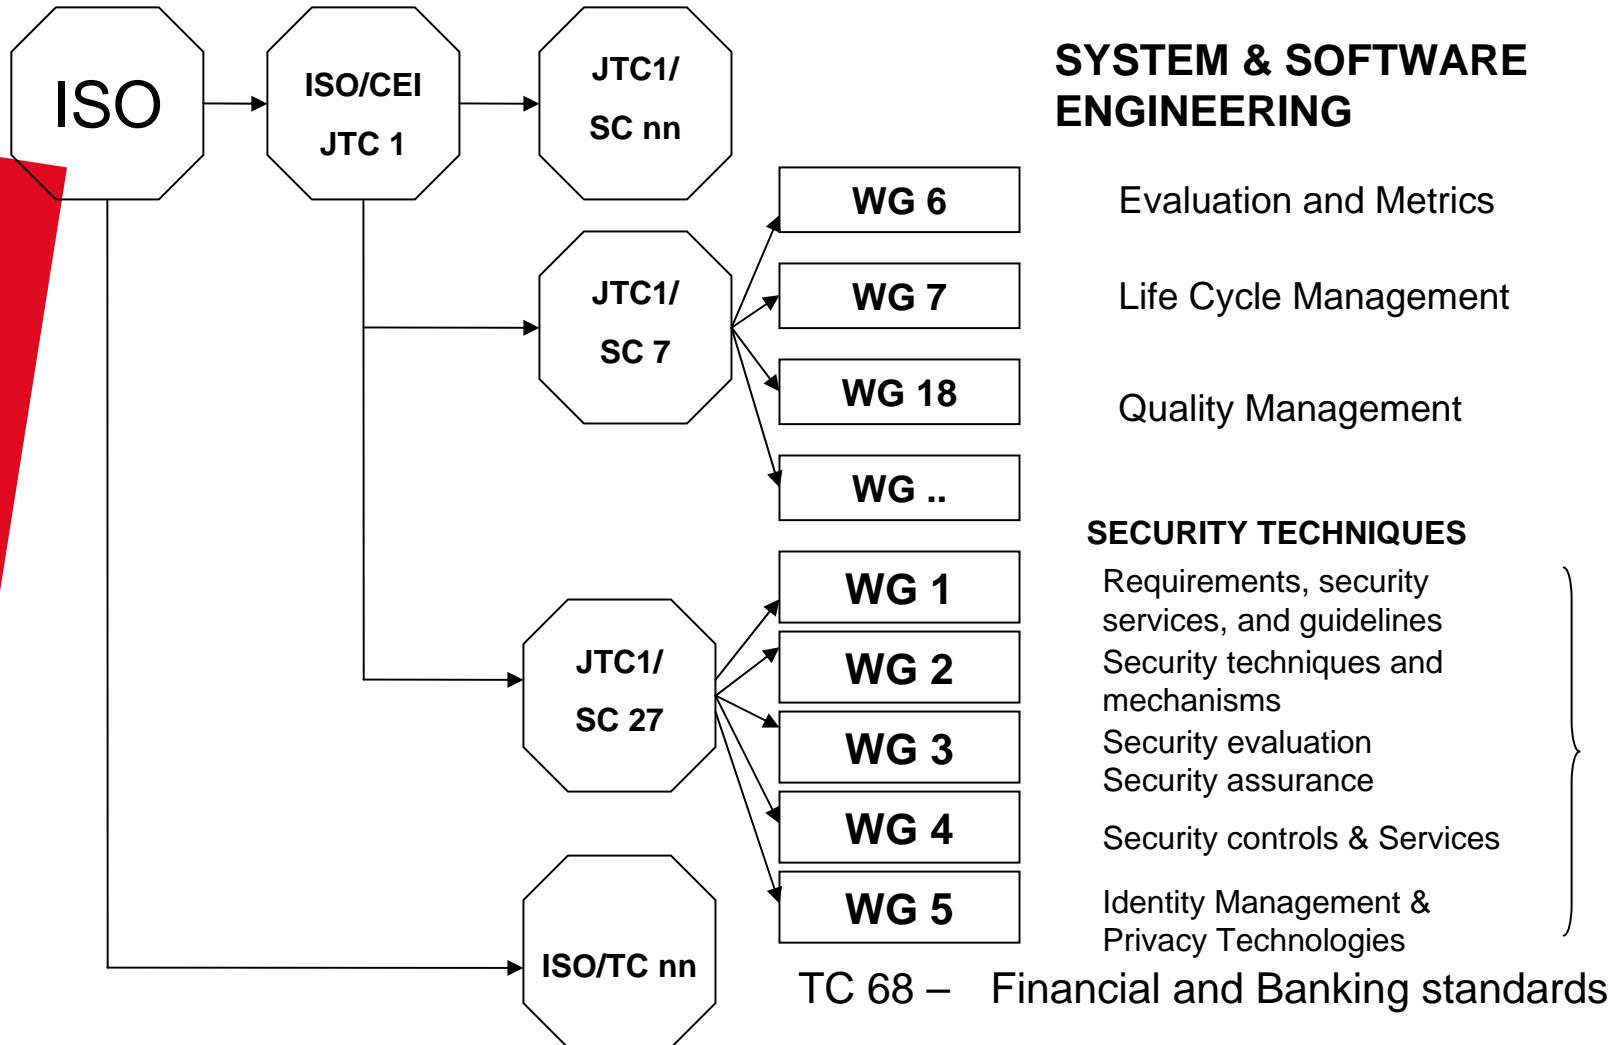 ISO
ISO/CEI
JTC 1
JTC1/
SC nn
SYSTEM & SOFTWARE
ENGINEERING
WG 6
Evaluation and Metrics
JTC1/
SC 7
WG 7
Life Cycle Management
WG 18
Quality Management
WG ..
SECURITY TECHNIQUES
JTC1/
SC 27
WG 1
Requirements, security
services, and guidelines
WG 2
Security techniques and
mechanisms
WG 3
Security evaluation
Security assurance
WG 4
Security controls & Services
WG 5
Identity Management &
Privacy Technologies
ISO/TC nn
TC 68 – Financial and Banking standards